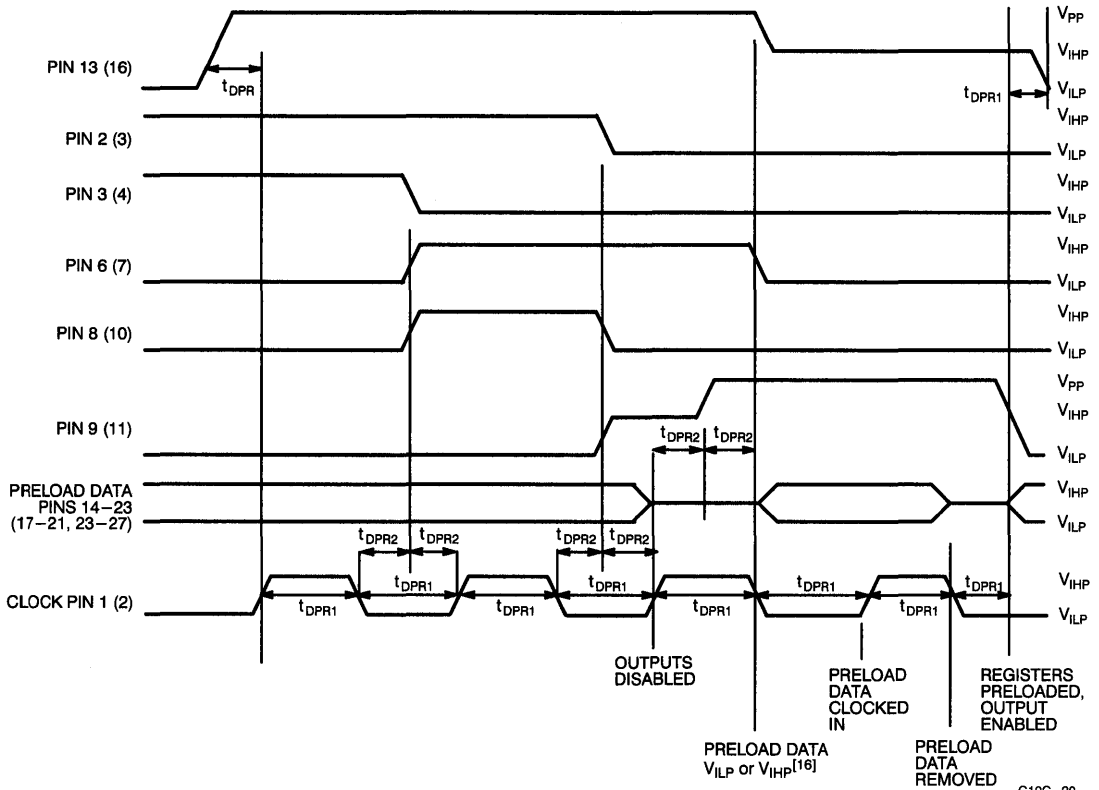 V_PP
PIN 13 (16)
V_IHP
t_DPR
t_DPR1
V_ILP
V_IHP
PIN 2 (3)
V_ILP
V_IHP
PIN 3 (4)
V_ILP
V_IHP
PIN 6 (7)
V_ILP
V_IHP
PIN 8 (10)
V_ILP
V_PP
V_IHP
PIN 9 (11)
t_DPR2 t_DPR2
V_ILP
PRELOAD DATA
PINS 14–23
(17–21, 23–27)
V_IHP
V_ILP
t_DPR2 t_DPR2 t_DPR2 t_DPR2
CLOCK PIN 1 (2)
V_IHP
t_DPR1 t_DPR1 t_DPR1 t_DPR1 t_DPR1 t_DPR1 t_DPR1 t_DPR1
V_ILP
OUTPUTS
DISABLED
PRELOAD
DATA
CLOCKED
IN
REGISTERS
PRELOADED,
OUTPUT
ENABLED
PRELOAD DATA
V_ILP or V_IHP[16]
PRELOAD
DATA
REMOVED